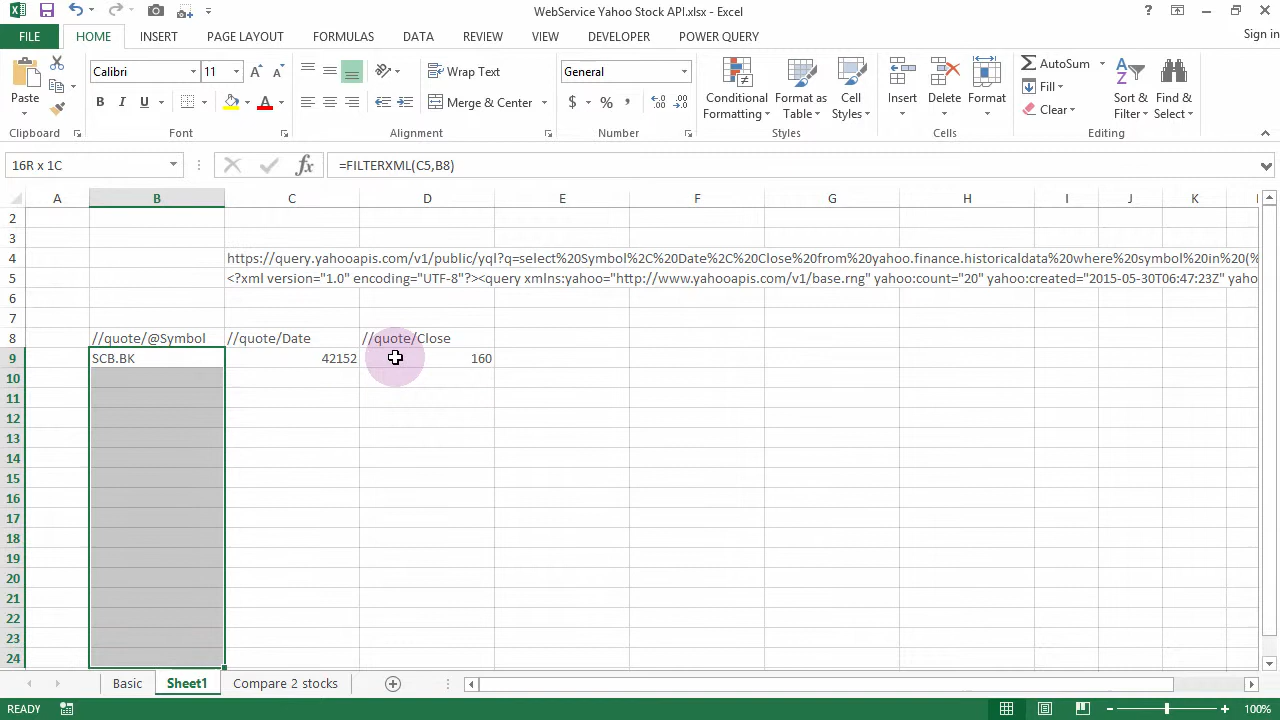 WebService Yahoo Stock API.xlsx - Excel
FILE HOME INSERT PAGE LAYOUT FORMULAS DATA REVIEW VIEW DEVELOPER POWER QUERY Sign in
Paste
Calibri 11
B I U A
Wrap Text
Merge & Center
General
$ % ,
Conditional Formatting
Format as Table
Cell Styles
Insert
Delete
Format
AutoSum
Fill
Clear
Sort & Filter
Find & Select
Clipboard Font Alignment Number Styles Cells Editing
16R x 1C fx =FILTERXML(C5,B8)
A B C D E F G H I J K
2
3
4 https://query.yahooapis.com/v1/public/yql?q=select%20Symbol%2C%20Date%2C%20Close%20from%20yahoo.finance.historicaldata%20where%20symbol%20in%20(%
5 <?xml version="1.0" encoding="UTF-8"?><query xmlns:yahoo="http://www.yahooapis.com/v1/base.rng" yahoo:count="20" yahoo:created="2015-05-30T06:47:23Z" yahoo
6
7
8 //quote/@Symbol //quote/Date //quote/Close
9 SCB.BK 42152 160
10
11
12
13
14
15
16
17
18
19
20
21
22
23
24
Basic Sheet1 Compare 2 stocks
READY 100%